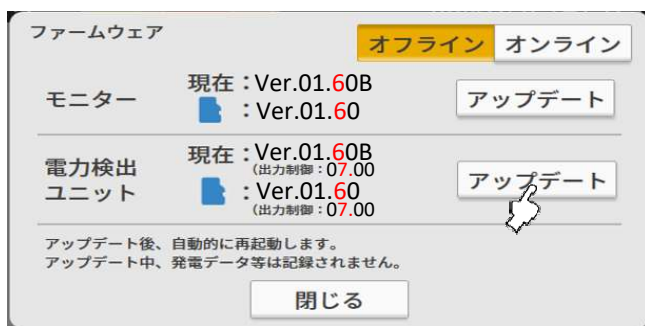 ファームウェア
オフライン オンライン
モニター
現在：Ver.01.60B
：Ver.01.60
アップデート
電力検出
ユニット
現在：Ver.01.60B
（出力制御：07.00
：Ver.01.60
（出力制御：07.00
アップデート
アップデート後、自動的に再起動します。
アップデート中、発電データ等は記録されません。
閉じる